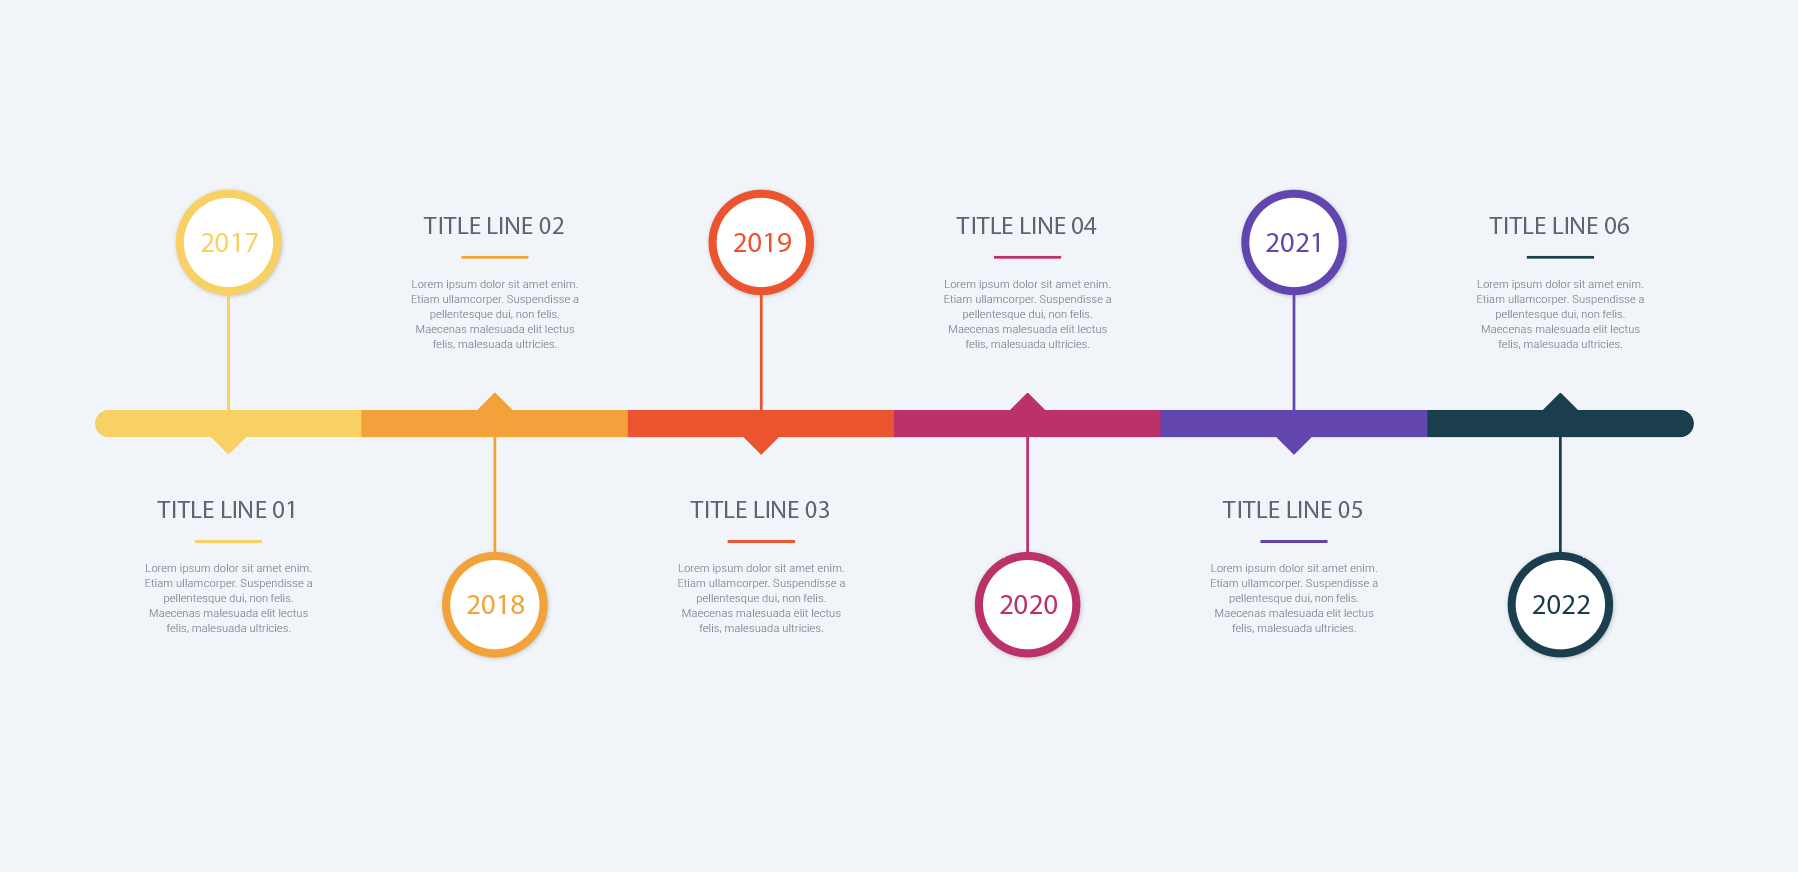 2017
TITLE LINE 01
Lorem ipsum dolor sit amet enim.
Etiam ullamcorper. Suspendisse a
pellentesque dui, non felis.
Maecenas malesuada elit lectus
felis, malesuada ultricies.
TITLE LINE 02
Lorem ipsum dolor sit amet enim.
Etiam ullamcorper. Suspendisse a
pellentesque dui, non felis.
Maecenas malesuada elit lectus
felis, malesuada ultricies.
2018
2019
TITLE LINE 03
Lorem ipsum dolor sit amet enim.
Etiam ullamcorper. Suspendisse a
pellentesque dui, non felis.
Maecenas malesuada elit lectus
felis, malesuada ultricies.
TITLE LINE 04
Lorem ipsum dolor sit amet enim.
Etiam ullamcorper. Suspendisse a
pellentesque dui, non felis.
Maecenas malesuada elit lectus
felis, malesuada ultricies.
2020
2021
TITLE LINE 05
Lorem ipsum dolor sit amet enim.
Etiam ullamcorper. Suspendisse a
pellentesque dui, non felis.
Maecenas malesuada elit lectus
felis, malesuada ultricies.
TITLE LINE 06
Lorem ipsum dolor sit amet enim.
Etiam ullamcorper. Suspendisse a
pellentesque dui, non felis.
Maecenas malesuada elit lectus
felis, malesuada ultricies.
2022